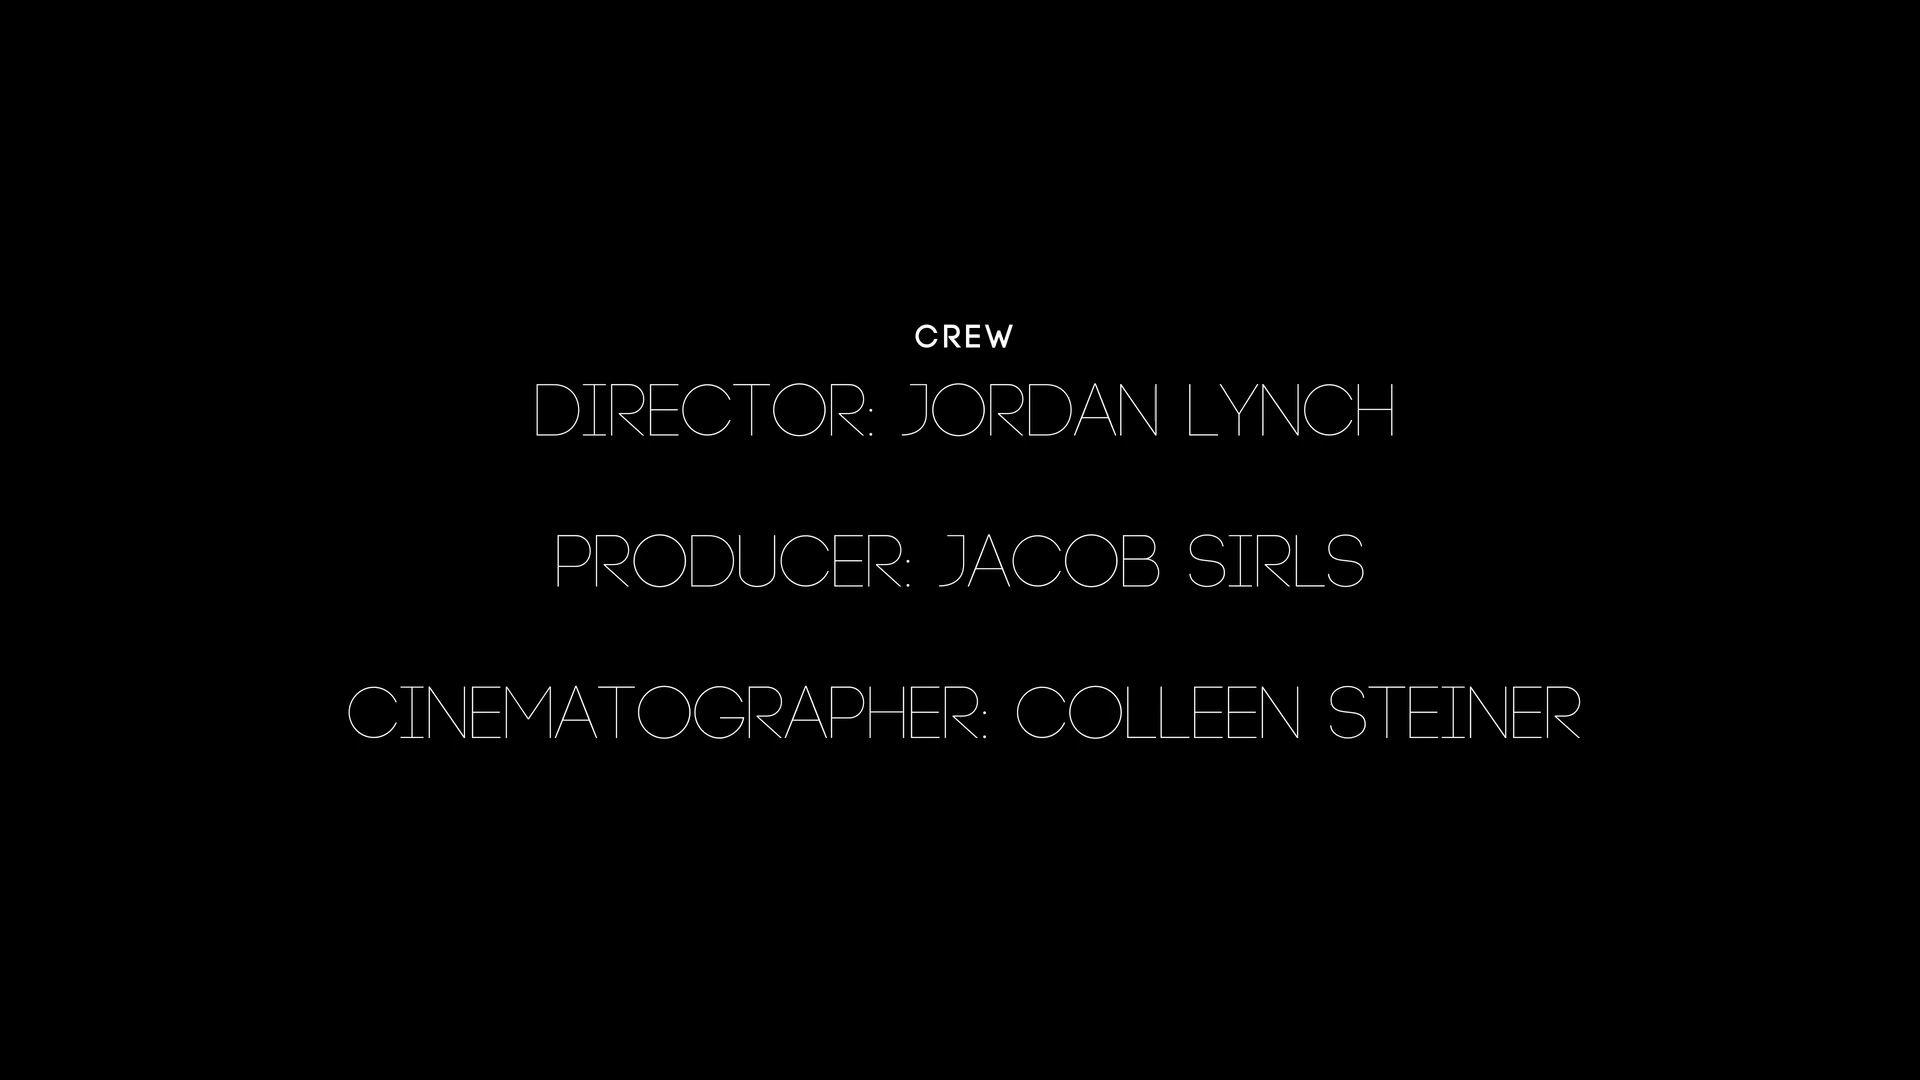 CREW
DIRECTOR: JORDAN LYNCH
PRODUCER: JACOB SIRLS
CINEMATOGRAPHER: COLLEEN STEINER